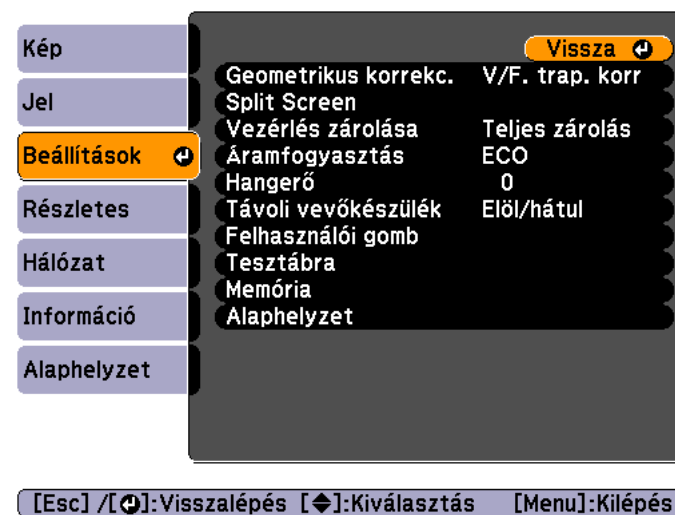 Kép
Jel
Beállítások
Részletes
Hálózat
Információ
Alaphelyzet
Vissza
Geometrikus korrekc. V/F. trap. korr
Split Screen
Vezérlés zárolása Teljes zárolás
Áramfogyasztás ECO
Hangerő 0
Távoli vevőkészülék Elöl/hátul
Felhasználói gomb
Tesztábra
Memória
Alaphelyzet
[Esc] /[⏎]:Visszalépés [◆]:Kiválasztás [Menu]:Kilépés